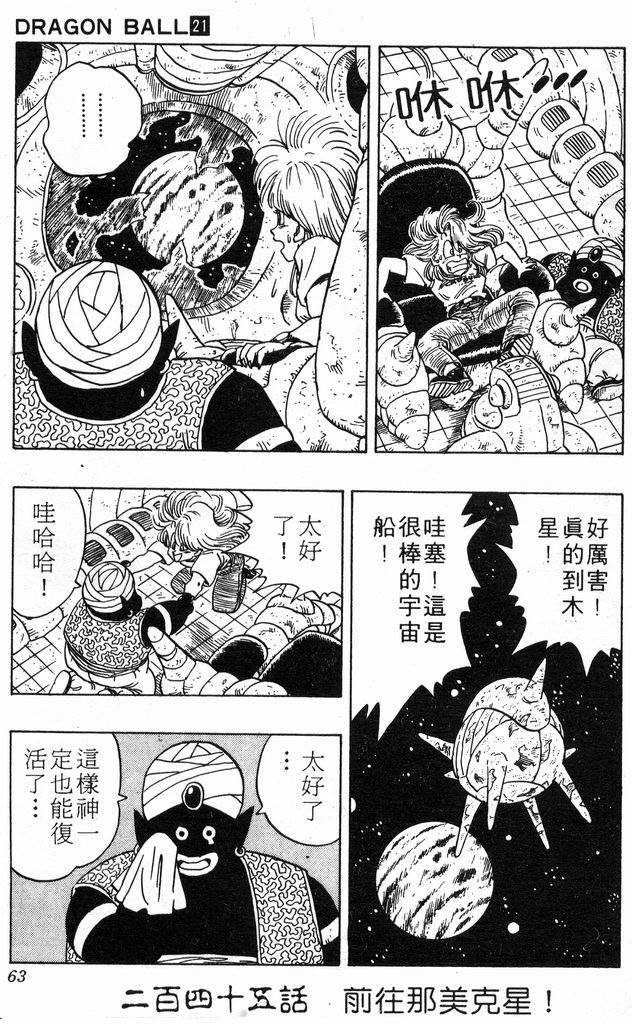 DRAGON BALL 21
咻
咻
………
好厲害！
真的到木
星！
哇塞！這是
很棒的宇宙
船！
太好
了！
哇哈哈！
太好了
…
這樣神一
定也能復
活了…
63
二百四十五話 前往那美克星！